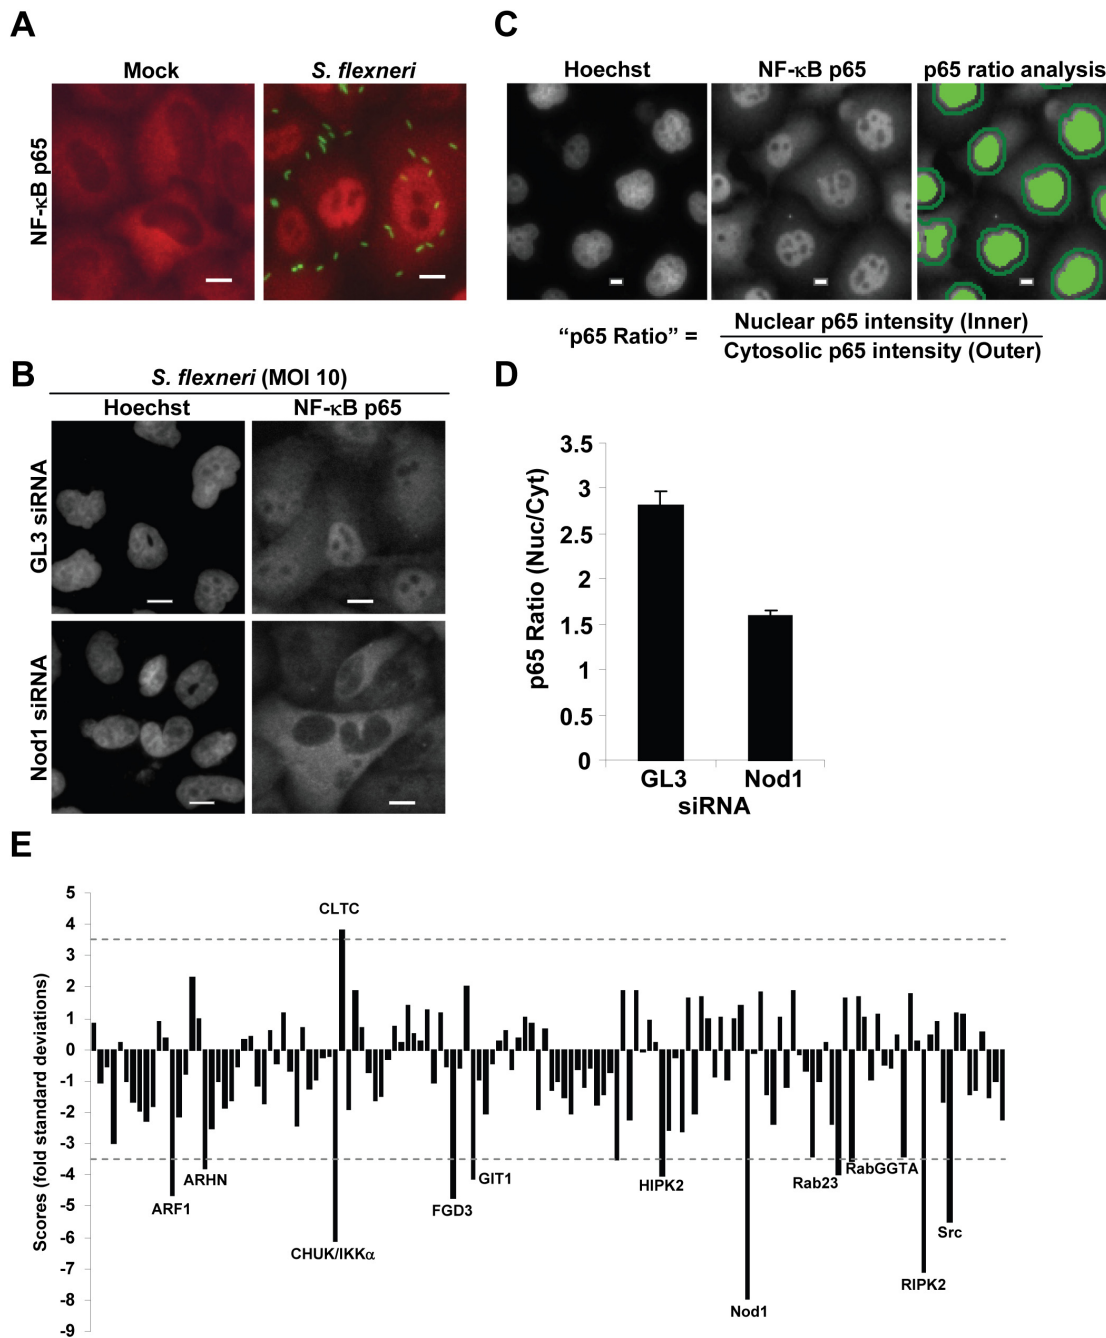 A
Mock
S. flexneri
NF-κB p65
C
Hoechst
NF-κB p65
p65 ratio analysis
“p65 Ratio” =
Nuclear p65 intensity (Inner)
Cytosolic p65 intensity (Outer)
B
S. flexneri (MOI 10)
Hoechst
NF-κB p65
GL3 siRNA
Nod1 siRNA
D
p65 Ratio (Nuc/Cyt)
3.5
3
2.5
2
1.5
1
0.5
0
GL3
Nod1
siRNA
E
Scores (fold standard deviations)
5
4
3
2
1
0
-1
-2
-3
-4
-5
-6
-7
-8
-9
CLTC
ARF1
ARHN
CHUK/IKKα
FGD3
GIT1
HIPK2
Nod1
Rab23
RabGGTA
RIPK2
Src